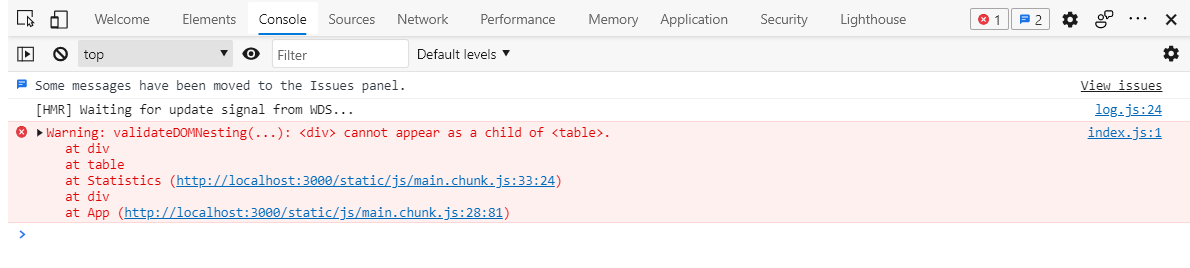 Welcome Elements Console Sources Network Performance Memory Application Security Lighthouse 1 2
top Filter Default levels
Some messages have been moved to the Issues panel. View issues
[HMR] Waiting for update signal from WDS... log.js:24
Warning: validateDOMNesting(...): <div> cannot appear as a child of <table>. index.js:1
at div
at table
at Statistics (http://localhost:3000/static/js/main.chunk.js:33:24)
at div
at App (http://localhost:3000/static/js/main.chunk.js:28:81)